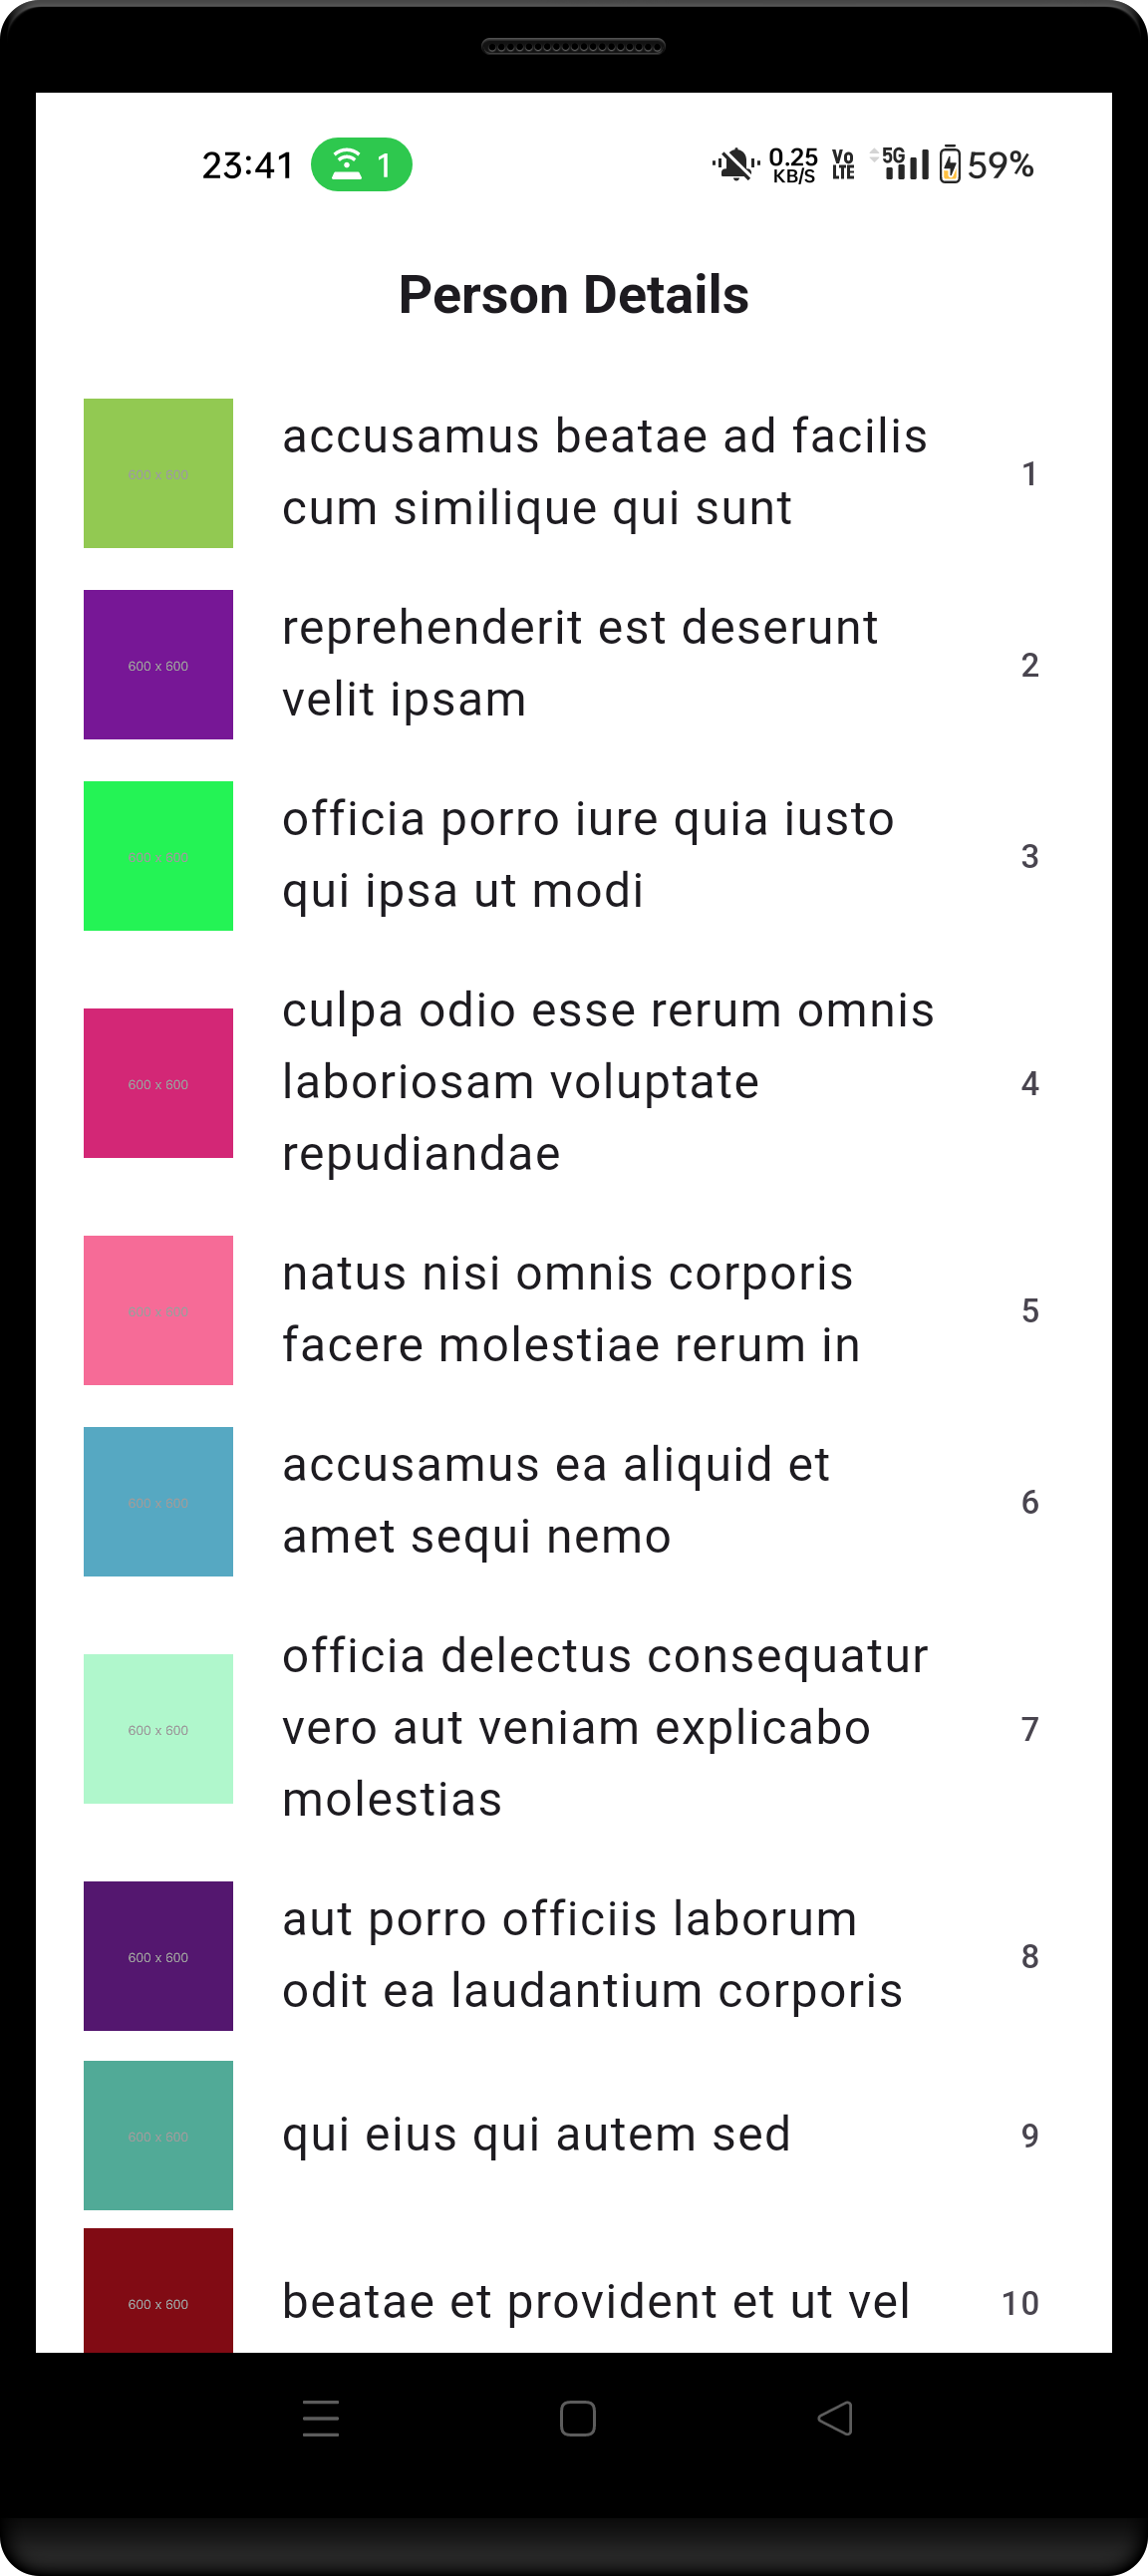 23:41 1 0.25 KB/S Vo LTE 5G 59%
Person Details
accusamus beatae ad facilis
600 x 600
cum similique qui sunt
1
reprehenderit est deserunt
600 x 600
velit ipsam
2
officia porro iure quia iusto
600 x 600
qui ipsa ut modi
3
culpa odio esse rerum omnis
600 x 600
laboriosam voluptate
4
repudiandae
natus nisi omnis corporis
600 x 600
facere molestiae rerum in
5
accusamus ea aliquid et
600 x 600
amet sequi nemo
6
officia delectus consequatur
600 x 600
vero aut veniam explicabo
7
molestias
aut porro officiis laborum
600 x 600
odit ea laudantium corporis
8
600 x 600
qui eius qui autem sed
9
600 x 600
beatae et provident et ut vel
10